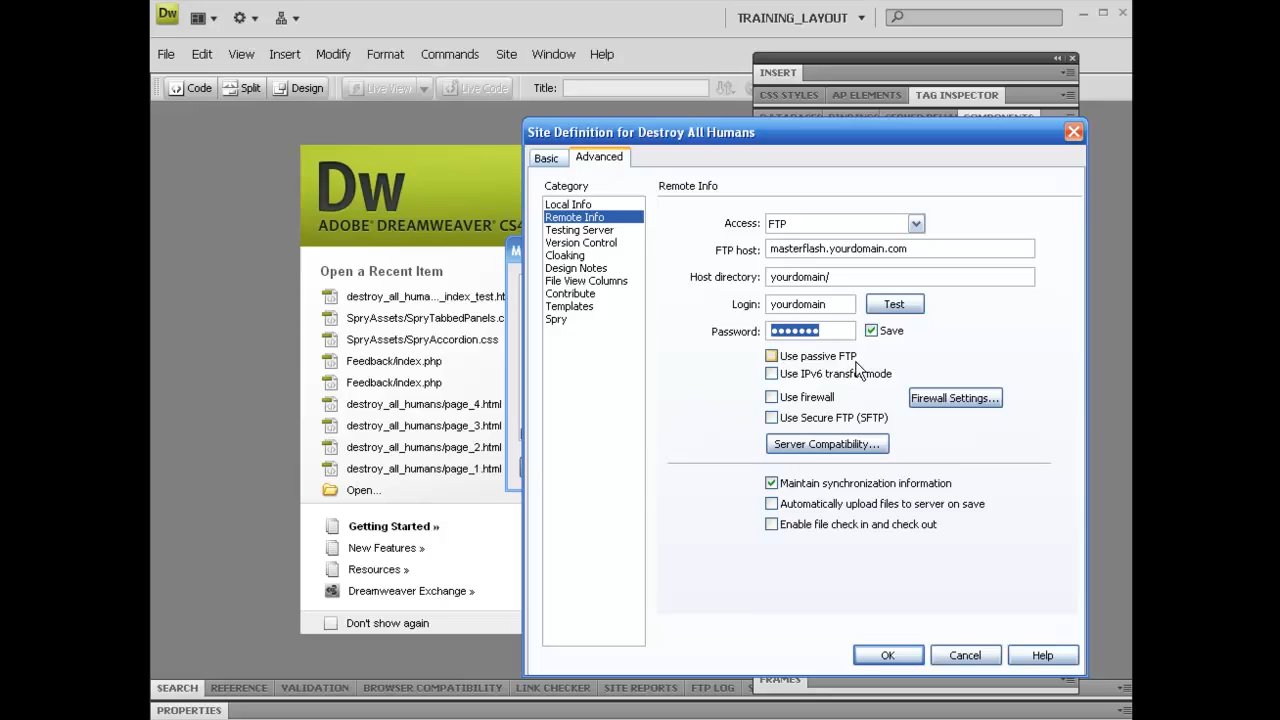 Dw
TRAINING_LAYOUT
File Edit View Insert Modify Format Commands Site Window Help
Code Split Design Live View Live Code Title:
INSERT
CSS STYLES AP ELEMENTS TAG INSPECTOR
Site Definition for Destroy All Humans
Basic Advanced
Category
Local Info
Remote Info
Testing Server
Version Control
Cloaking
Design Notes
File View Columns
Contribute
Templates
Spry
Remote Info
Access: FTP
FTP host: masterflash.yourdomain.com
Host directory: yourdomain/
Login: yourdomain Test
Password: ••••••• Save
Use passive FTP
Use IPv6 transfer mode
Use firewall Firewall Settings...
Use Secure FTP (SFTP)
Server Compatibility...
Maintain synchronization information
Automatically upload files to server on save
Enable file check in and check out
OK Cancel Help
Dw
ADOBE® DREAMWEAVER® CS4
Open a Recent Item
destroy_all_huma..._index_test.ht
SpryAssets/SpryTabbedPanels.c
SpryAssets/SpryAccordion.css
Feedback/index.php
Feedback/index.php
destroy_all_humans/page_4.html
destroy_all_humans/page_3.html
destroy_all_humans/page_2.html
destroy_all_humans/page_1.html
Open...
Getting Started »
New Features »
Resources »
Dreamweaver Exchange »
Don't show again
FRAMES
SEARCH REFERENCE VALIDATION BROWSER COMPATIBILITY LINK CHECKER SITE REPORTS FTP LOG
PROPERTIES